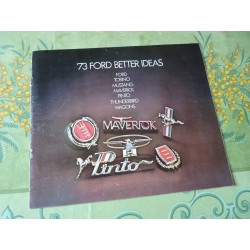 '73 FORD BETTER IDEAS
FORD
TORINO
MUSTANG
MAVERICK
PINTO
THUNDERBIRD
WAGONS
MAVERICK
Pinto